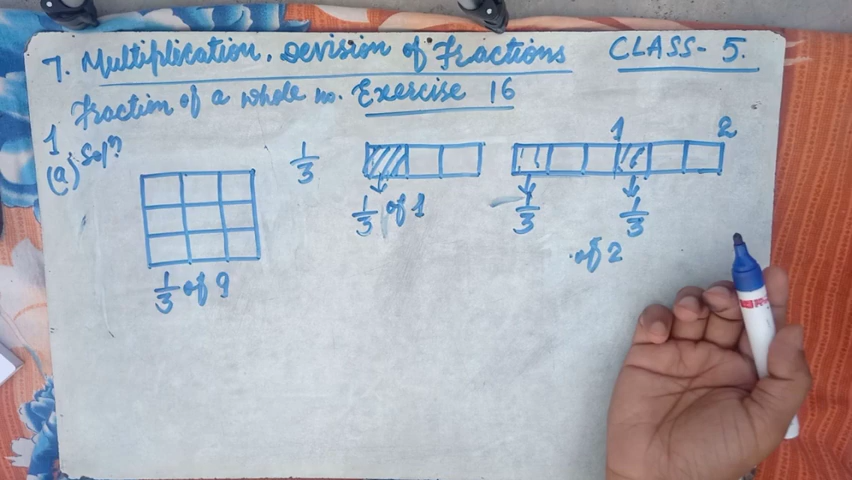 7. Multiplication. Devision of Fractions CLASS- 5.
Fraction of a whole no. Exercise 16
1. Solⁿ
(a)
1/3
1 2
1/3 of 1 1/3 1/3
of 2
1/3 of 9